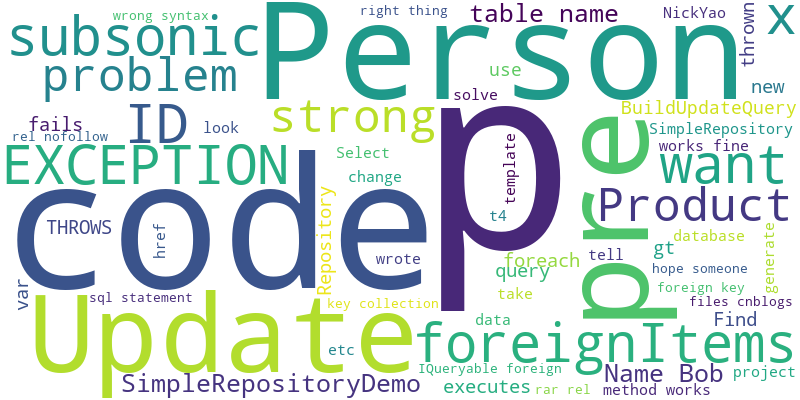 wrong syntax
right thing
table name
NickYao
thrown
x
subsonic
Person
problem
use
new
solve
ID
strong
BuildUpdateQuery
fails
rel nofollow
look
p
pre
SimpleRepository
works fine
EXCEPTION
Select
template
want
change
code
Product
THROWS
href
Repository
t4
gt
database
generate
wrote
foreach
tell
query
hope someone
var
sql statement
key collection
take
foreign key
files cnblogs
Update
data
Find
etc
foreignItems
IQueryable foreign
Name Bob
project
SimpleRepositoryDemo
executes
rar rel
method works